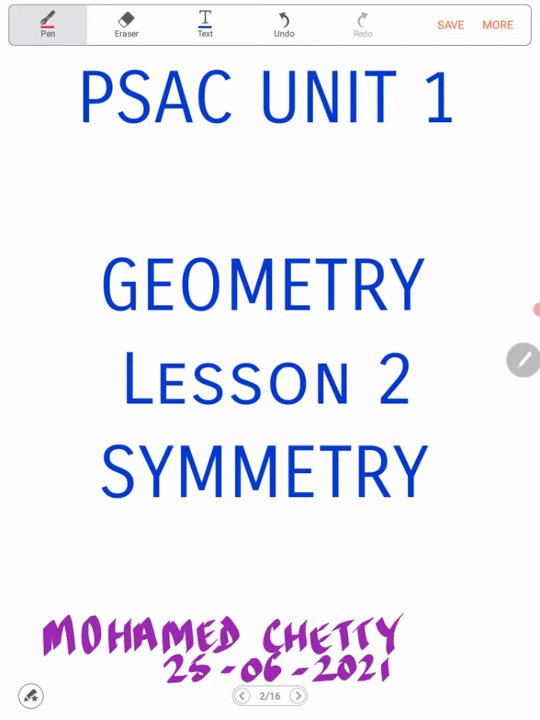 Pen Eraser Text Undo Redo SAVE MORE
PSAC UNIT 1
GEOMETRY
LESSON 2
SYMMETRY
MOHAMED CHETTY
25-06-2021
2/16